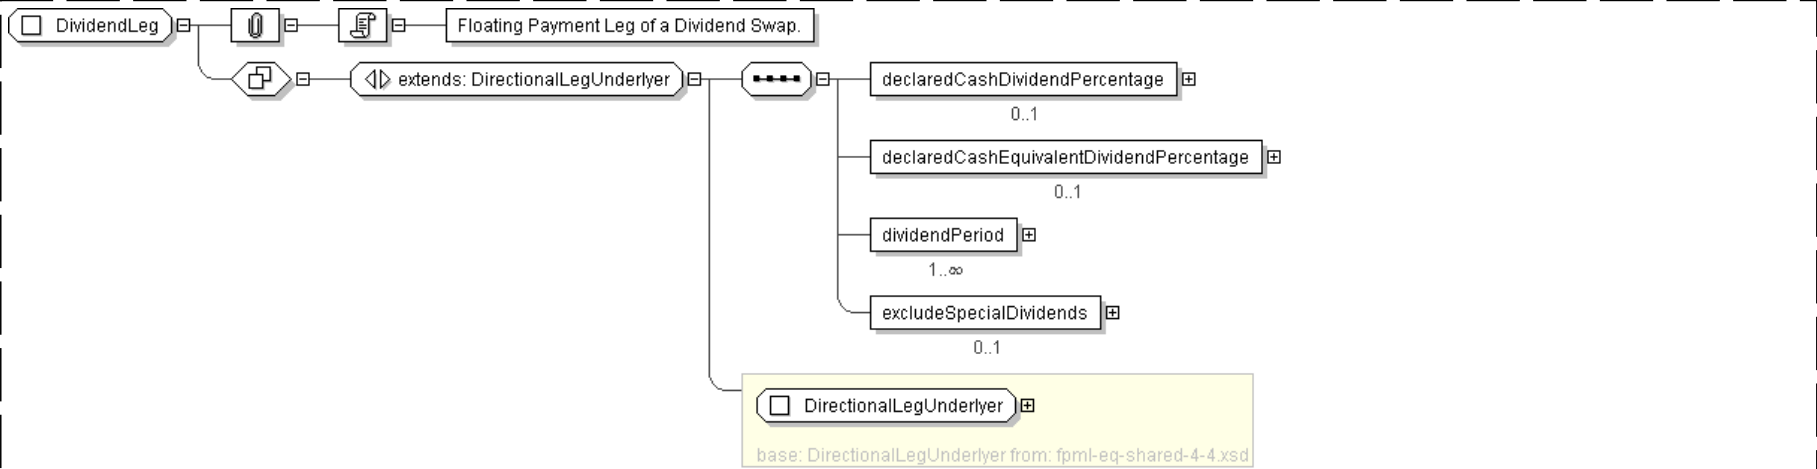 DividendLeg
Floating Payment Leg of a Dividend Swap.
extends: DirectionalLegUnderlyer
declaredCashDividendPercentage
0..1
declaredCashEquivalentDividendPercentage
0..1
dividendPeriod
1..∞
excludeSpecialDividends
0..1
DirectionalLegUnderlyer
base: DirectionalLegUnderlyer from: fpml-eq-shared-4-4.xsd